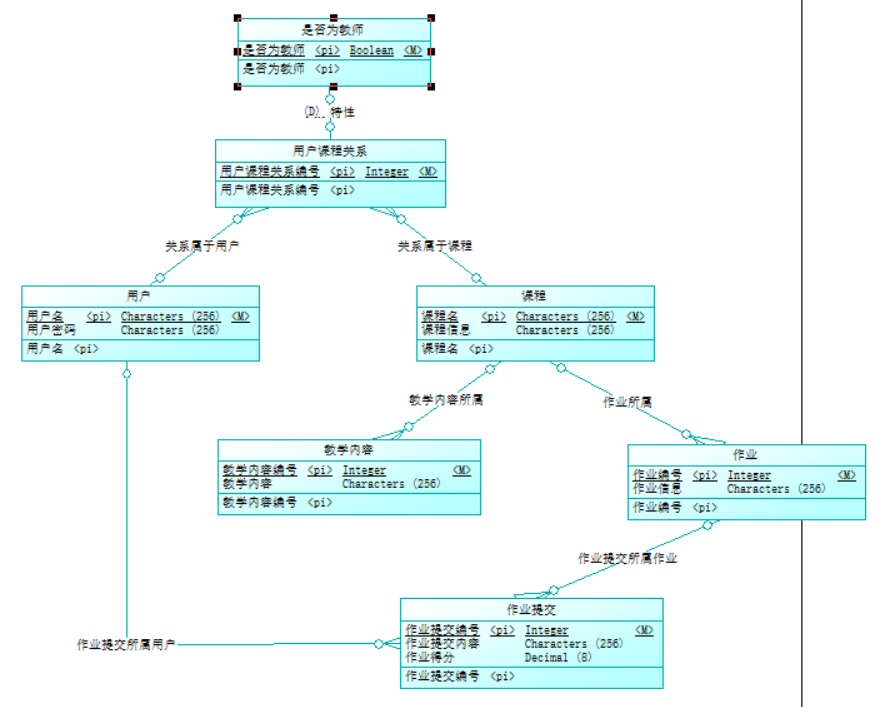 是否为教师
是否为教师 <pi> Boolean <M>
是否为教师 <pi>
(D) 特性
用户课程关系
用户课程关系编号 <pi> Integer <M>
用户课程关系编号 <pi>
关系属于用户
关系属于课程
用户
用户名 <pi> Characters (256) <M>
用户密码 Characters (256)
用户名 <pi>
课程
课程名 <pi> Characters (256) <M>
课程信息 Characters (256)
课程名 <pi>
教学内容所属
作业所属
教学内容
教学内容编号 <pi> Integer <M>
教学内容 Characters (256)
教学内容编号 <pi>
作业
作业编号 <pi> Integer <M>
作业信息 Characters (256)
作业编号 <pi>
作业提交所属作业
作业提交
作业提交编号 <pi> Integer <M>
作业提交内容 Characters (256)
作业得分 Decimal (8)
作业提交编号 <pi>
作业提交所属用户